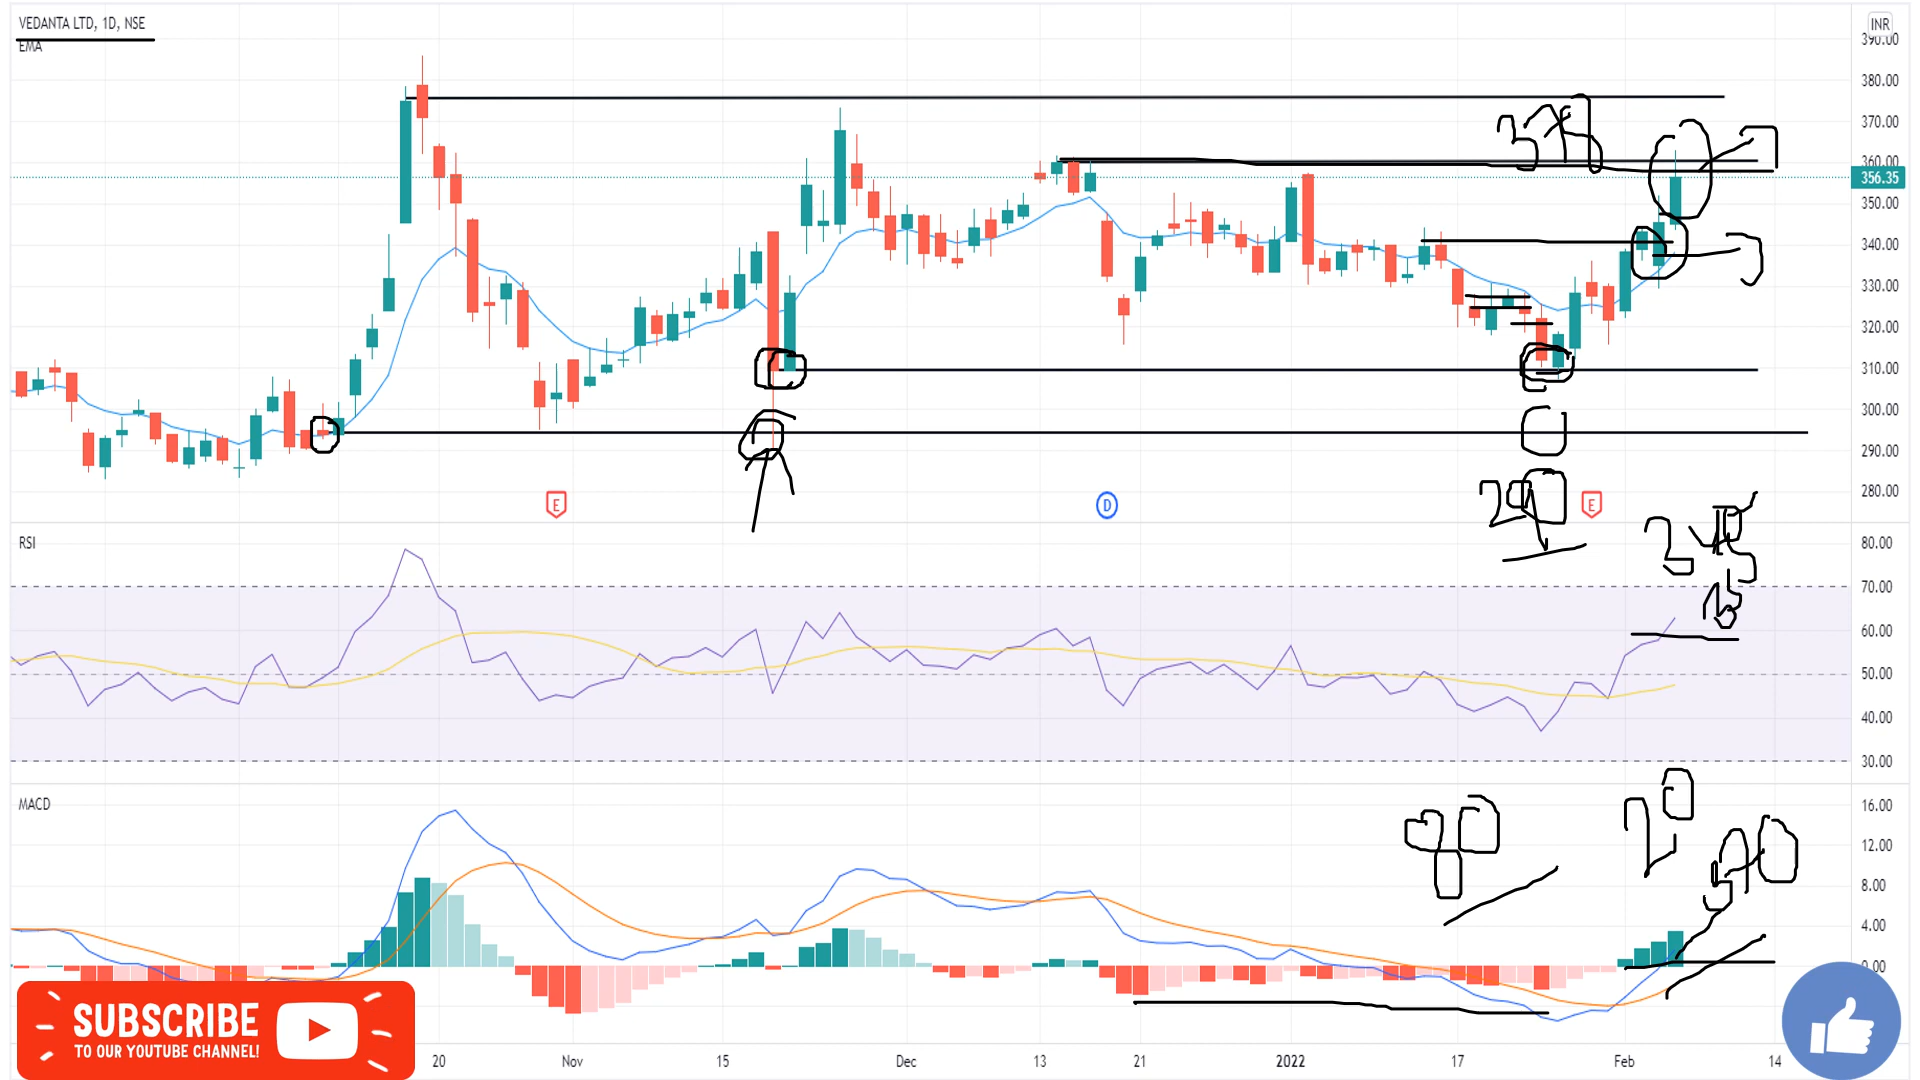 VEDANTA LTD, 1D, NSE
EMA
INR
390.00
380.00
370.00
360.00
356.35
350.00
340.00
330.00
320.00
310.00
300.00
290.00
280.00
E
D
E
RSI
80.00
70.00
60.00
50.00
40.00
30.00
MACD
16.00
12.00
8.00
4.00
0.00
SUBSCRIBE
TO OUR YOUTUBE CHANNEL!
20
Nov
15
Dec
13
21
2022
17
Feb
14